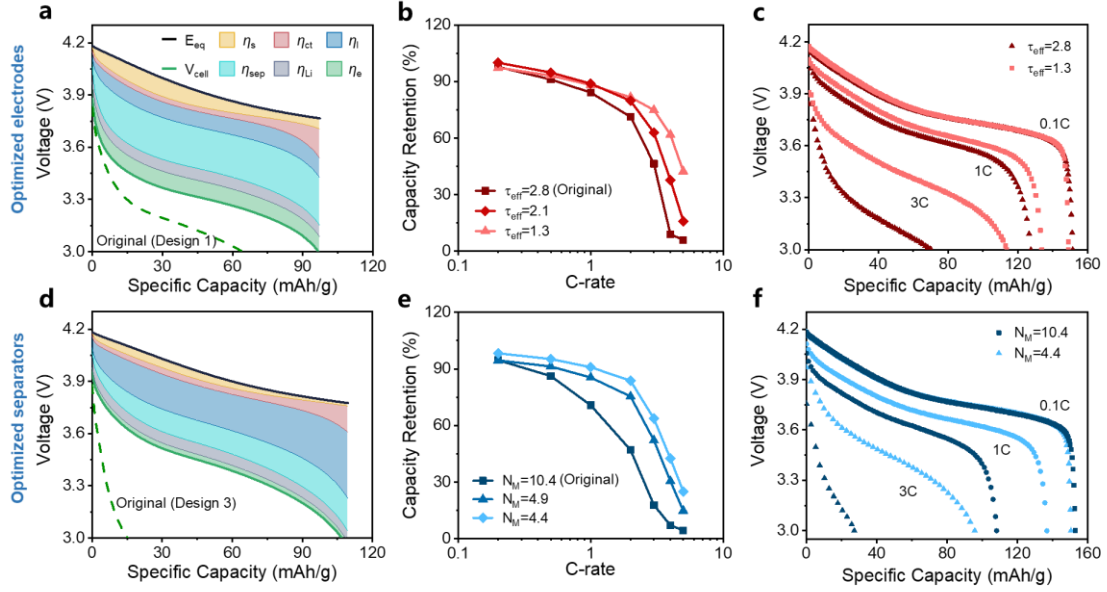 Optimized electrodes
a
Voltage (V)
4.2
3.9
3.6
3.3
3.0
E_eq
η_s
η_ct
η_l
V_cell
η_sep
η_Li
η_e
Original (Design 1)
0 30 60 90 120
Specific Capacity (mAh/g)
b
Capacity Retention (%)
120
90
60
30
0
τ_eff=2.8 (Original)
τ_eff=2.1
τ_eff=1.3
0.1 1 10
C-rate
c
Voltage (V)
4.2
3.9
3.6
3.3
3.0
τ_eff=2.8
τ_eff=1.3
0.1C
1C
3C
0 40 80 120 160
Specific Capacity (mAh/g)
Optimized separators
d
Voltage (V)
4.2
3.9
3.6
3.3
3.0
Original (Design 3)
0 30 60 90 120
Specific Capacity (mAh/g)
e
Capacity Retention (%)
120
90
60
30
0
N_M=10.4 (Original)
N_M=4.9
N_M=4.4
0.1 1 10
C-rate
f
Voltage (V)
4.2
3.9
3.6
3.3
3.0
N_M=10.4
N_M=4.4
0.1C
1C
3C
0 40 80 120 160
Specific Capacity (mAh/g)